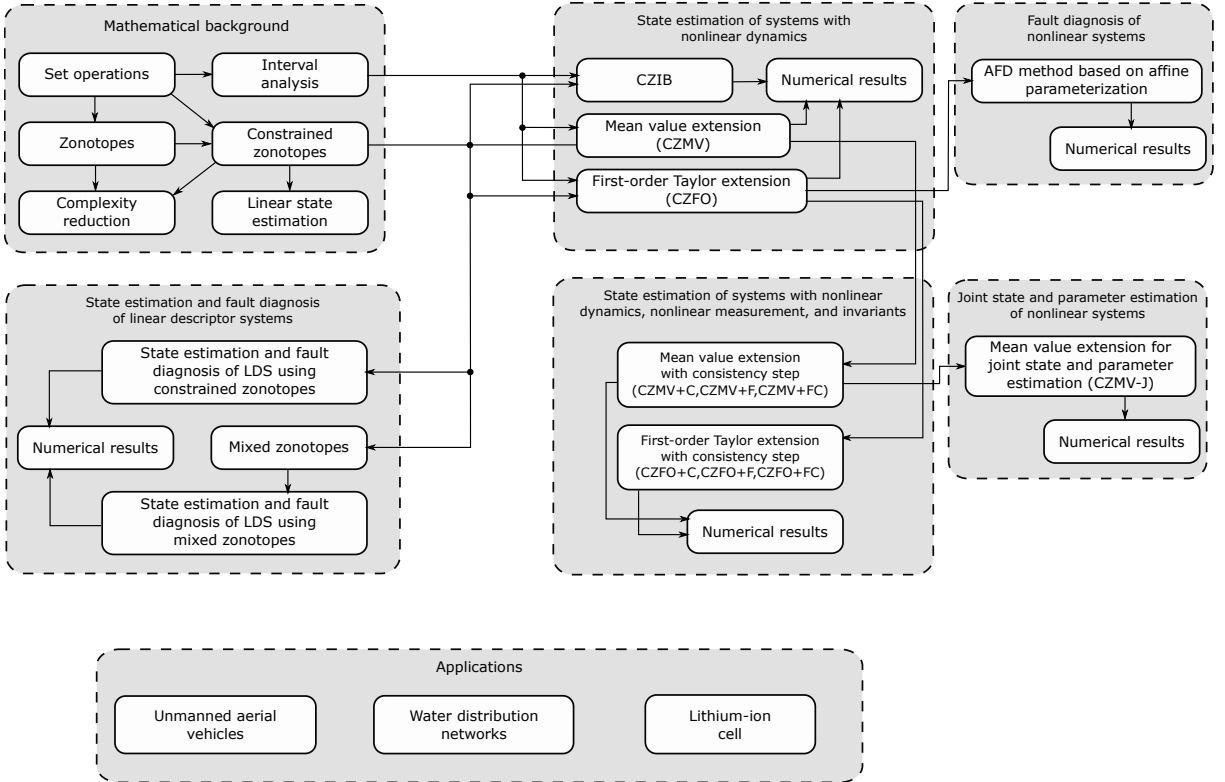 Mathematical background
Set operations
Interval
analysis
Zonotopes
Constrained
zonotopes
Complexity
reduction
Linear state
estimation
State estimation of systems with
nonlinear dynamics
CZIB
Numerical results
Mean value extension
(CZMV)
First-order Taylor extension
(CZFO)
Fault diagnosis of
nonlinear systems
AFD method based on affine
parameterization
Numerical results
State estimation and fault diagnosis
of linear descriptor systems
State estimation and fault
diagnosis of LDS using
constrained zonotopes
Numerical results
Mixed zonotopes
State estimation and fault
diagnosis of LDS using
mixed zonotopes
State estimation of systems with nonlinear
dynamics, nonlinear measurement, and invariants
Mean value extension
with consistency step
(CZMV+C,CZMV+F,CZMV+FC)
First-order Taylor extension
with consistency step
(CZFO+C,CZFO+F,CZFO+FC)
Numerical results
Joint state and parameter estimation
of nonlinear systems
Mean value extension for
joint state and parameter
estimation (CZMV-J)
Numerical results
Applications
Unmanned aerial
vehicles
Water distribution
networks
Lithium-ion
cell